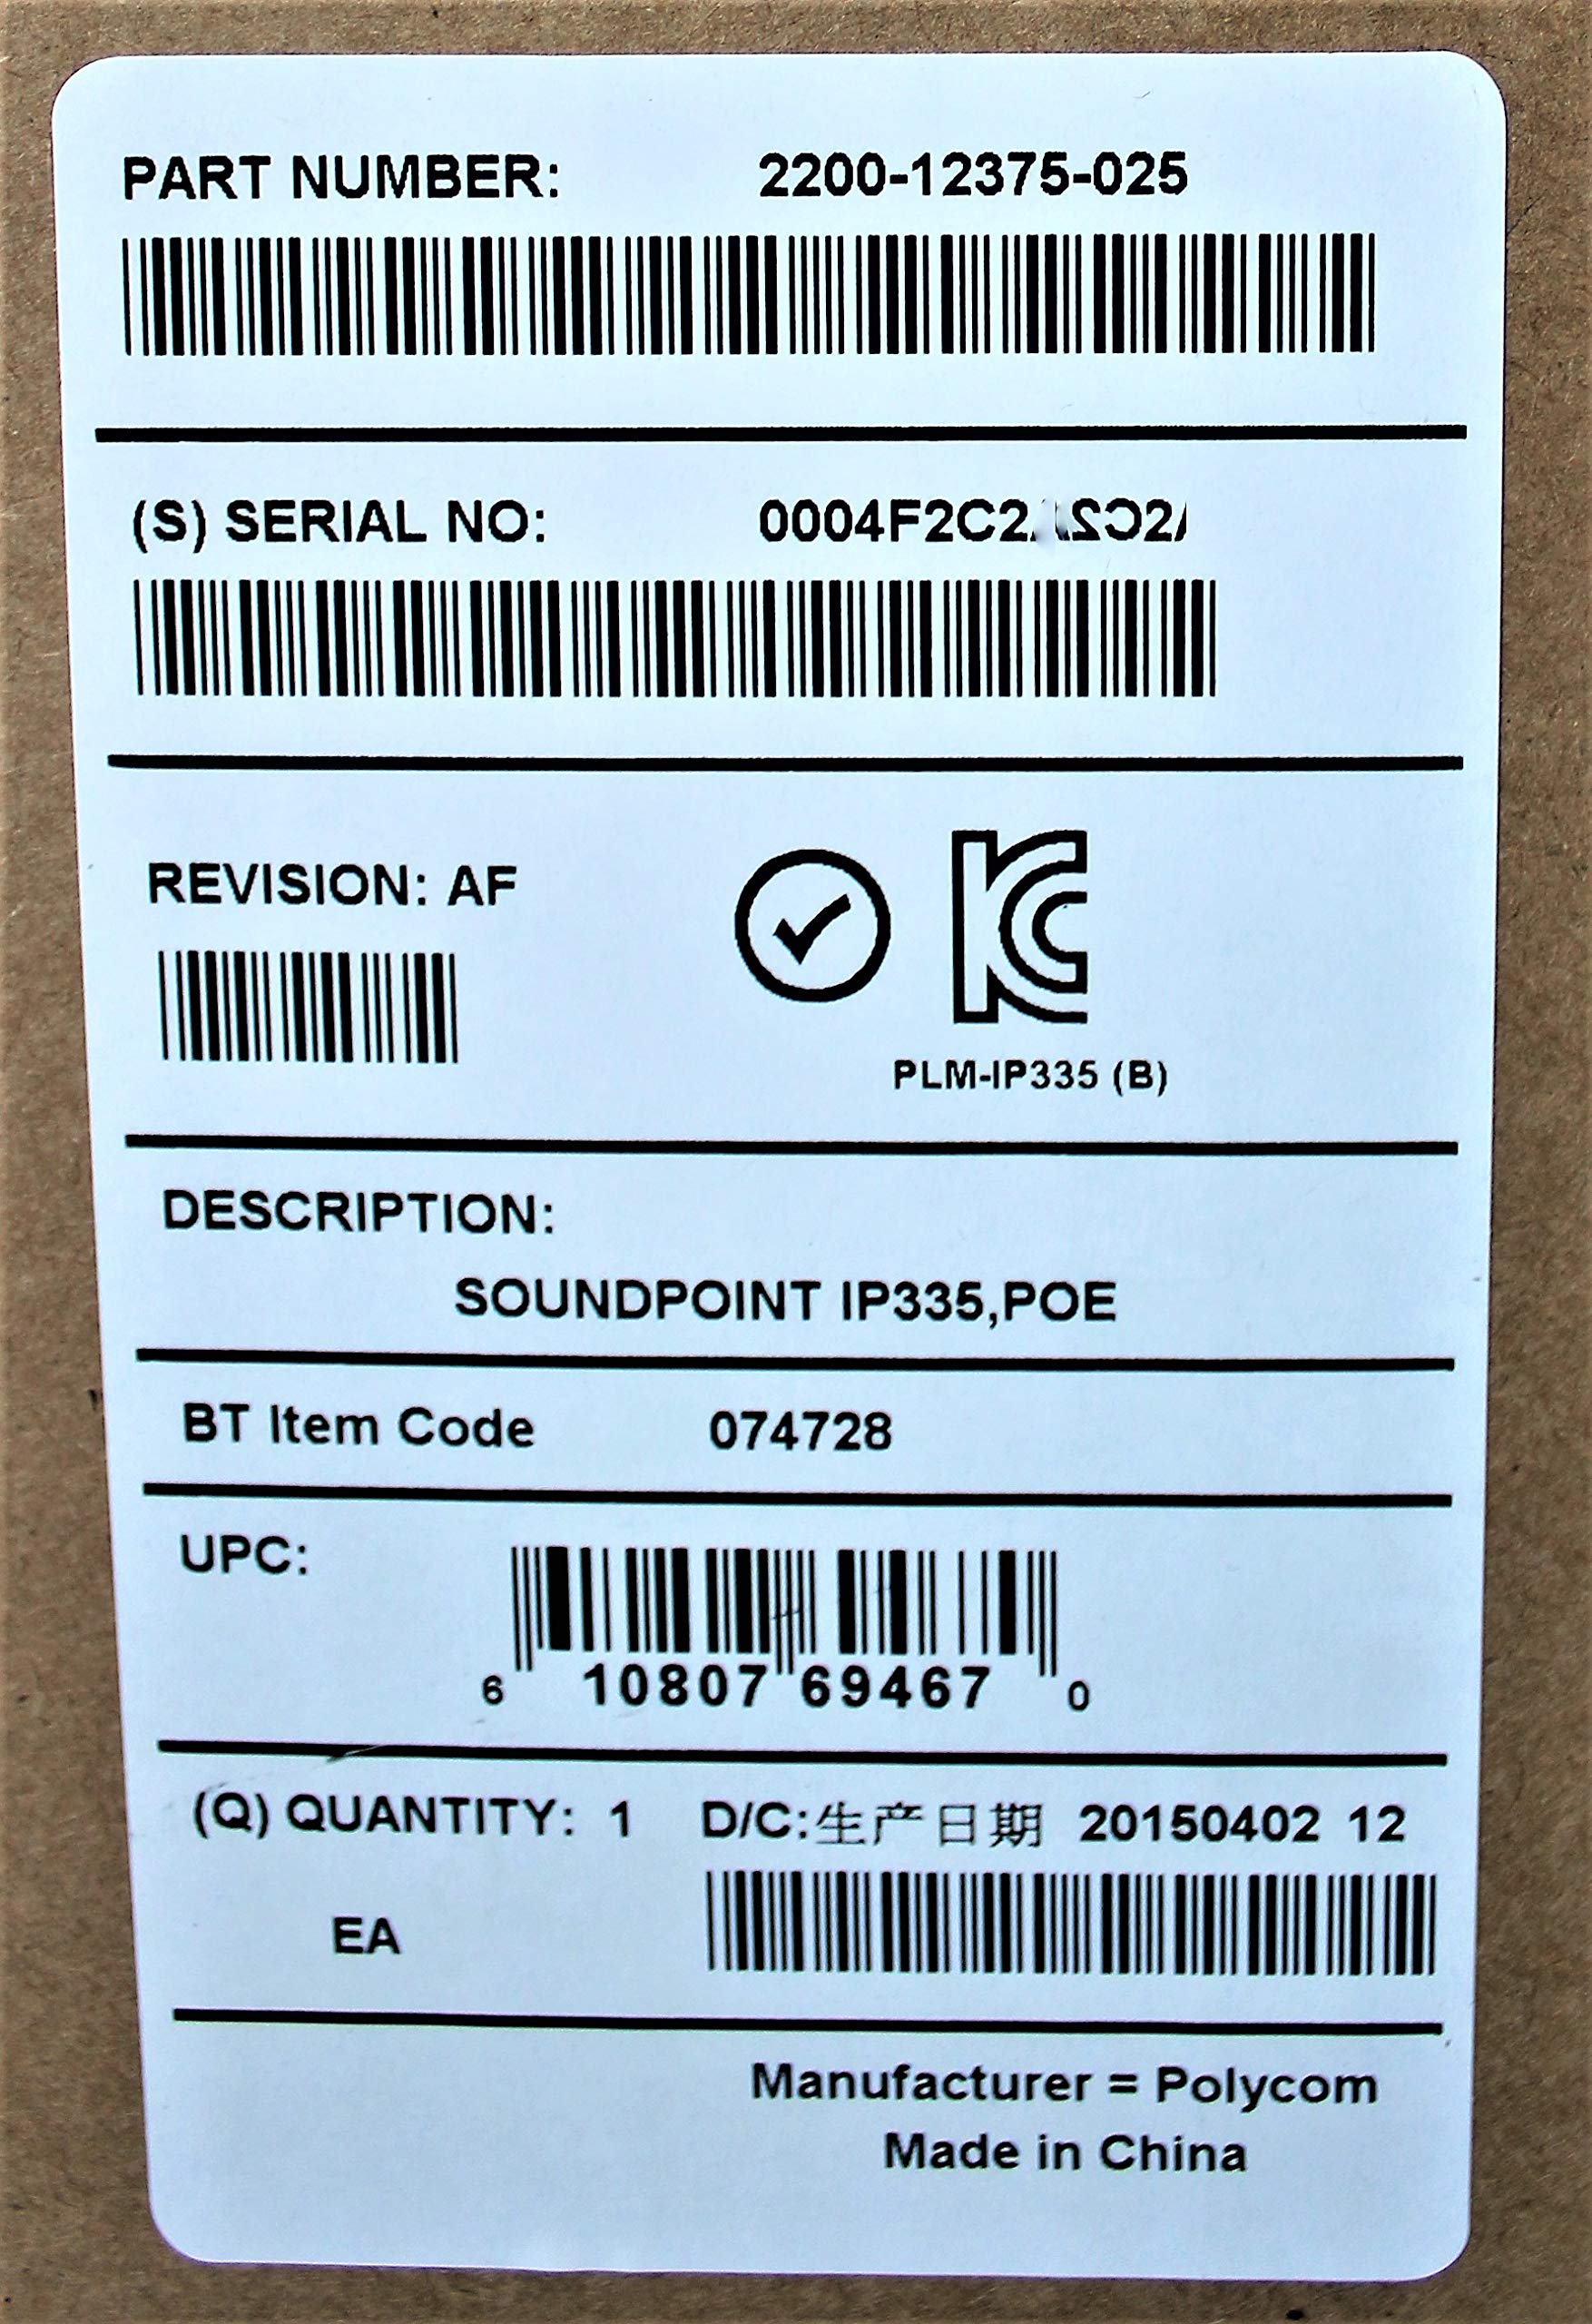 PART NUMBER: 2200-12375-025
(S) SERIAL NO:
REVISION: AF
KC
PLM-IP335 (B)
DESCRIPTION:
SOUNDPOINT IP335,POE
BT Item Code 074728
UPC:
6 10807 69467 0
(Q) QUANTITY: 1 D/C:生产日期 20150402 12
EA
Manufacturer = Polycom
Made in China